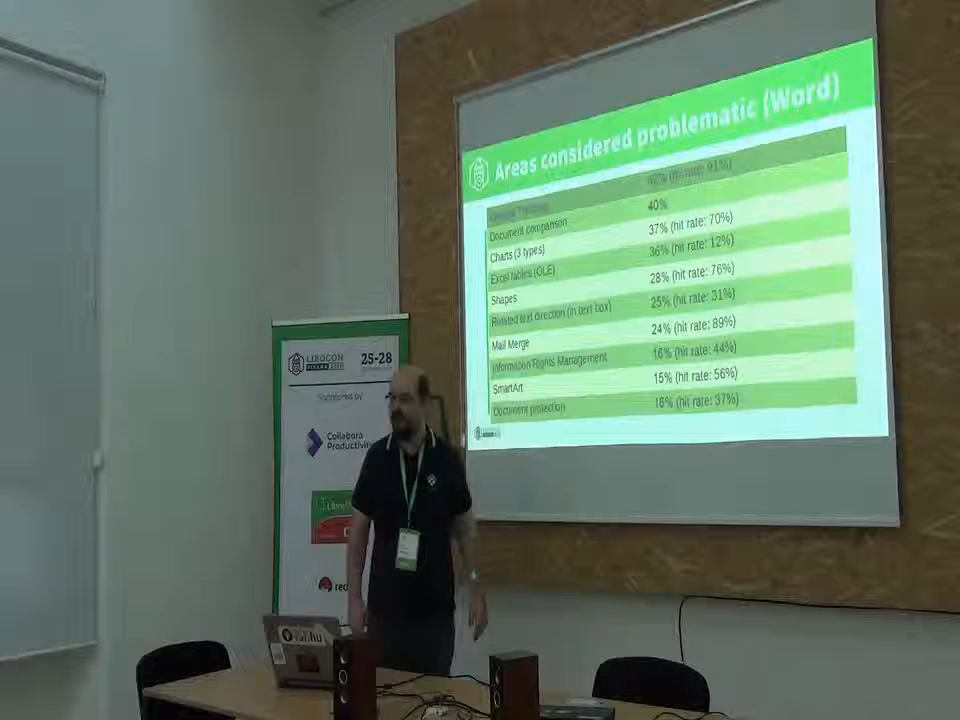 Areas considered problematic (Word)
Document comparison 40%
Charts (3 types) 37% (hit rate: 70%)
Excel tables (OLE) 36% (hit rate: 12%)
Shapes 28% (hit rate: 76%)
Rotated text direction (in text box) 25% (hit rate: 31%)
Mail Merge 24% (hit rate: 89%)
Information Rights Management 16% (hit rate: 44%)
SmartArt 15% (hit rate: 56%)
Document protection 16% (hit rate: 37%)
LIBOCON 25-28
TIRANA
Sponsored by
Collabora
Productivity